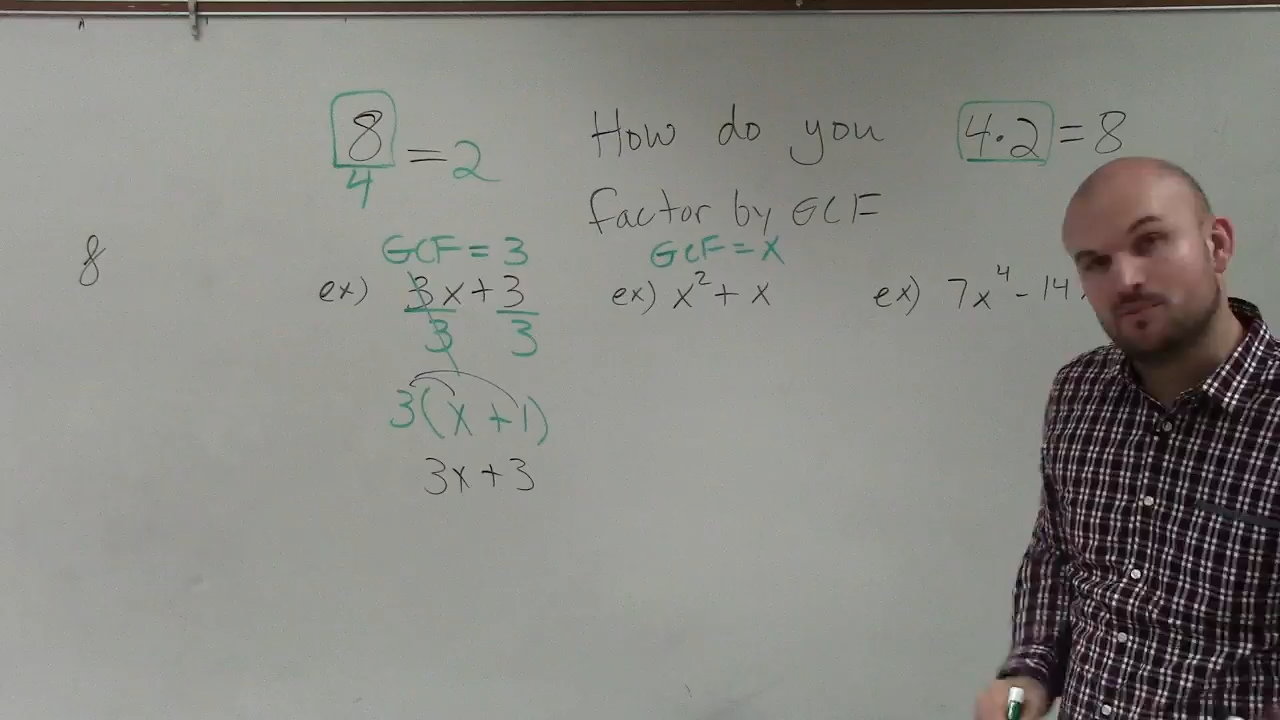 8/4 = 2
How do you
factor by GCF
4·2 = 8
8
GCF = 3
ex) 3x + 3
3 3
3(x + 1)
3x + 3
GCF = x
ex) x² + x
ex) 7x⁴ - 14